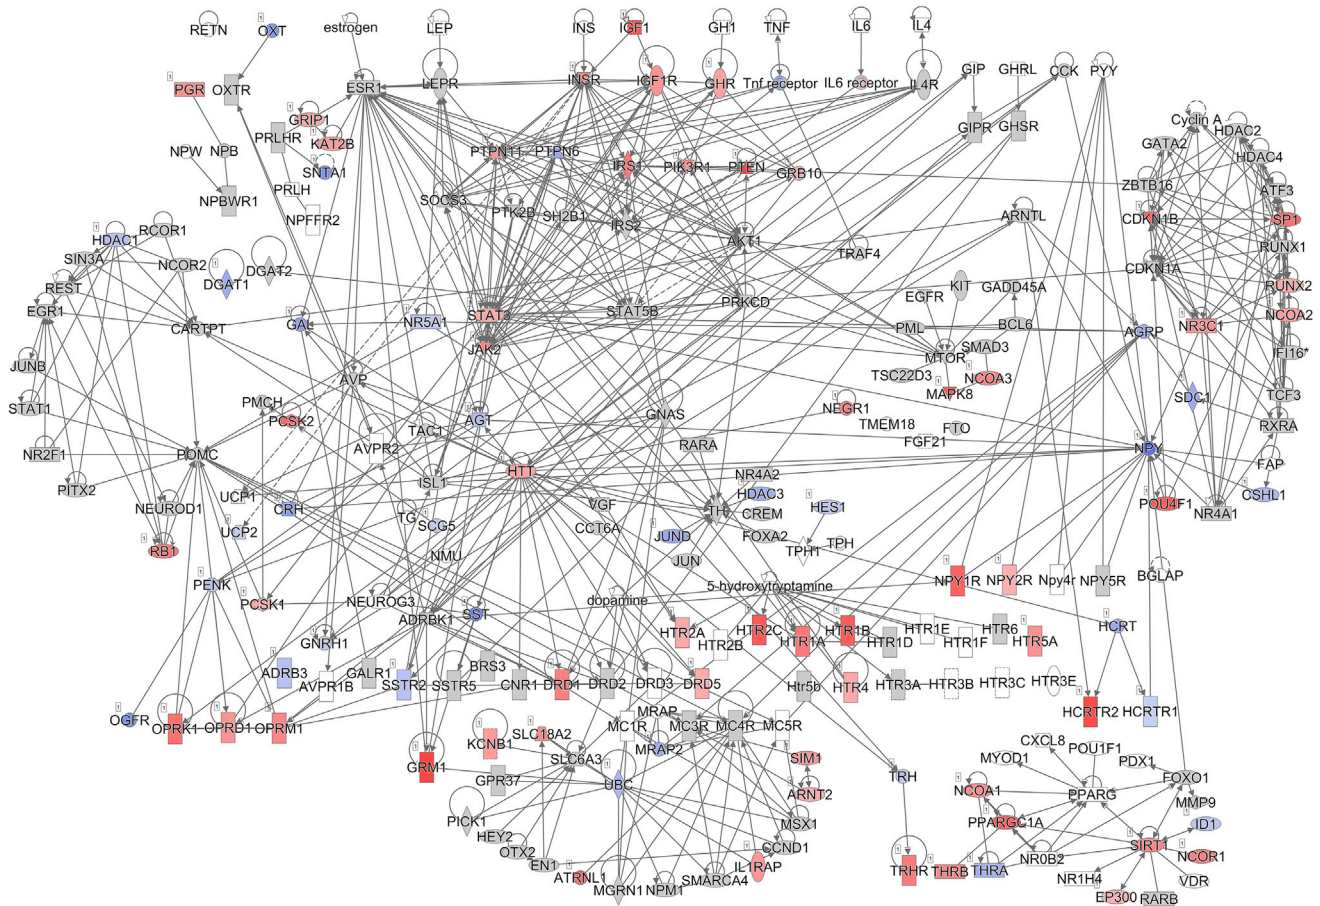 RETN
OXT
estrogen
LEP
INS
IGF1
GH1
TNF
IL6
IL4
PGR
OXTR
ESR1
LEPR
INSR
IGF1R
GHR
Tnf receptor
IL6 receptor
IL4R
GIP
GHRL
CCK
PYY
GRIP1
PRLHR
KAT2B
NPW
NPB
SNTA1
PRLH
NPBWR1
NPFFR2
PTPN11
PTPN6
IRS1
PIK3R1
PTEN
GRB10
GIPR
GHSR
Cyclin A
HDAC2
GATA2
HDAC4
ZBTB16
ATF3
CDKN1B
SP1
RUNX1
CDKN1A
RUNX2
NCOA2
NR3C1
IFI16*
TCF3
SDC1
RXRA
FAP
CSHL1
NR4A1
POU4F1
SOCS3
PTK2B
SH2B1
IRS2
AKT1
TRAF4
ARNTL
RCOR1
HDAC1
SIN3A
NCOR2
REST
EGR1
DGAT1
DGAT2
CARTPT
GAL
NR5A1
STAT3
JAK2
STAT5B
PRKCD
KIT
EGFR
GADD45A
PML
BCL6
MTOR
SMAD3
TSC22D3
NCOA3
MAPK8
AGRP
JUNB
STAT1
NR2F1
PITX2
AVP
PMCH
PCSK2
AVPR2
TAC1
AGT
GNAS
RARA
NEGR1
TMEM18
FGF21
FTO
NPY
POMC
ISL1
HTT
NR4A2
HDAC3
CREM
HES1
NEUROD1
UCP1
UCP2
CRH
TG
SCG5
NMU
VGF
CCT6A
TH
JUND
JUN
FOXA2
TPH1
TPH
RB1
PENK
PCSK1
NEUROG3
ADRBK1
SST
dopamine
5-hydroxytryptamine
NPY1R
NPY2R
Npy4r
NPY5R
BGLAP
GNRH1
HTR2A
HTR2B
HTR2C
HTR1A
HTR1B
HTR1D
HTR1E
HTR1F
HTR6
HTR5A
HCRT
ADRB3
AVPR1B
GALR1
SSTR2
SSTR5
BRS3
CNR1
DRD1
DRD2
DRD3
DRD5
Htr5b
HTR4
HTR3A
HTR3B
HTR3C
HTR3E
HCRTR2
HCRTR1
OGFR
OPRK1
OPRD1
OPRM1
GRM1
KCNB1
SLC18A2
GPR37
SLC6A3
MRAP
MC1R
MRAP2
MC3R
MC4R
MC5R
SIM1
ARNT2
UBC
PICK1
HEY2
OTX2
EN1
ATRNL1
MGRN1
NPM1
SMARCA4
IL1RAP
CCND1
MSX1
TRH
TRHR
CXCL8
MYOD1
POU1F1
PDX1
FOXO1
NCOA1
PPARG
MMP9
PPARGC1A
ID1
SIRT1
NCOR1
THRB
THRA
NR0B2
NR1H4
VDR
EP300
RARB